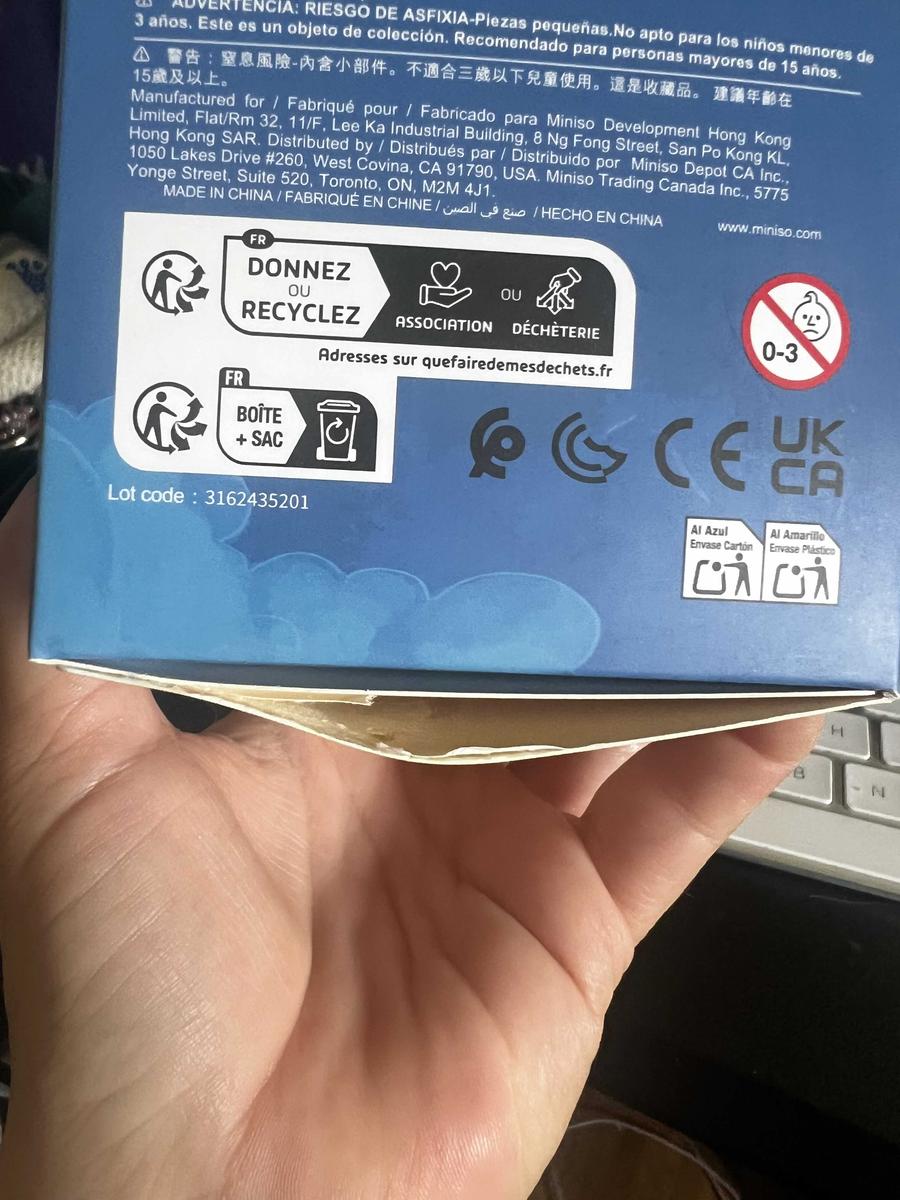 ADVERTENCIA: RIESGO DE ASFIXIA-Piezas pequeñas.No apto para los niños menores de
3 años. Este es un objeto de colección. Recomendado para personas mayores de 15 años.
警告：窒息風險-內含小部件。不適合三歲以下兒童使用。這是收藏品。 建議年齡在
15歲及以上。
Manufactured for / Fabriqué pour / Fabricado para Miniso Development Hong Kong
Limited, Flat/Rm 32, 11/F, Lee Ka Industrial Building, 8 Ng Fong Street, San Po Kong KL,
Hong Kong SAR. Distributed by / Distribués par / Distribuido por Miniso Depot CA Inc.,
1050 Lakes Drive #260, West Covina, CA 91790, USA. Miniso Trading Canada Inc., 5775
Yonge Street, Suite 520, Toronto, ON, M2M 4J1.
MADE IN CHINA / FABRIQUÉ EN CHINE / صنع في الصين / HECHO EN CHINA
www.miniso.com
FR
DONNEZ
OU
RECYCLEZ
ASSOCIATION
OU
DÉCHÈTERIE
Adresses sur quefairedemesdechets.fr
0-3
FR
BOÎTE
+ SAC
CE
UK
CA
Lot code : 3162435201
Al Azul
Envase Cartón
Al Amarillo
Envase Plástico
H
B
N